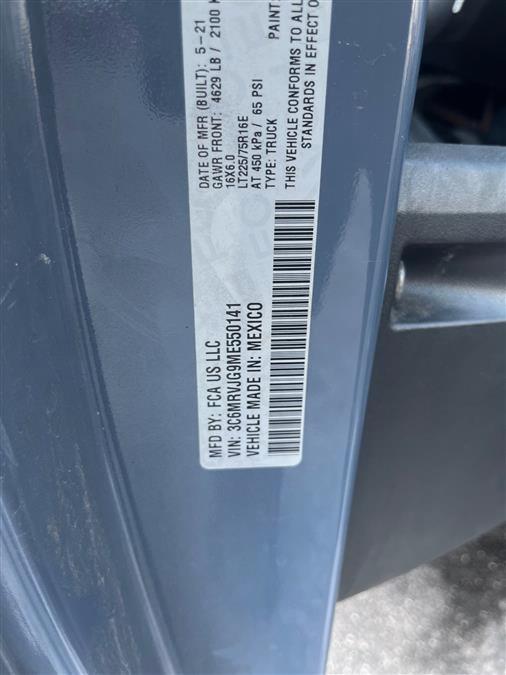 MFD BY: FCA US LLC
DATE OF MFR (BUILT): 5-21
VIN: 3C6MRVJG9ME550141
GAWR FRONT: 4629 LB / 2100 K
VEHICLE MADE IN: MEXICO
16X6.0
LT225/75R16E
AT 450 kPa / 65 PSI
TYPE: TRUCK
PAINT:
THIS VEHICLE CONFORMS TO ALL
STANDARDS IN EFFECT O